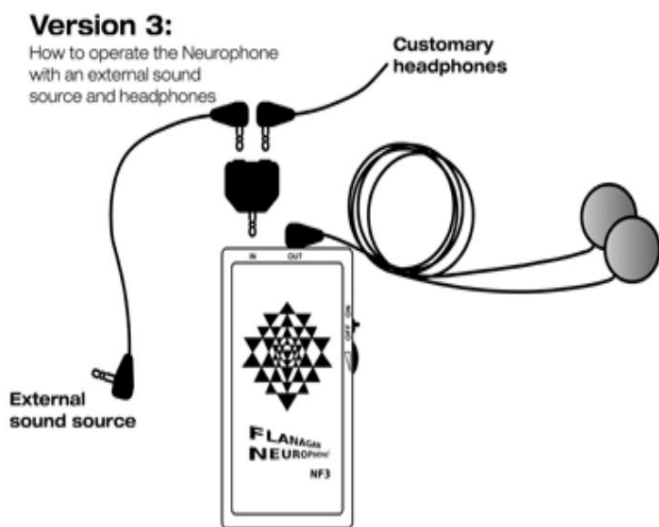 Version 3:
How to operate the Neurophone
with an external sound
source and headphones
Customary
headphones
IN OUT
OFF ON
External
sound source
FLANAGAN
NEUROPHONE
NF3